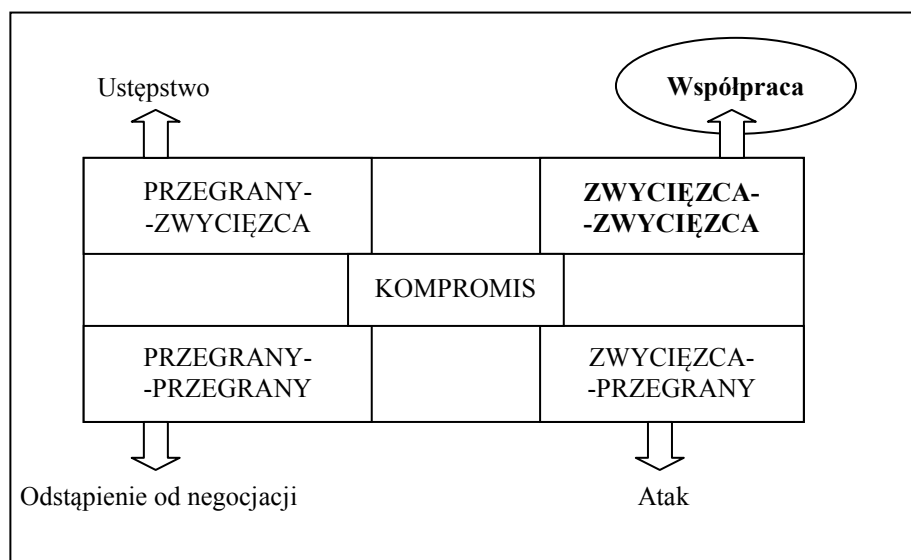 Ustępstwo
Współpraca
PRZEGRANY-
-ZWYCIĘZCA
ZWYCIĘZCA-
-ZWYCIĘZCA
KOMPROMIS
PRZEGRANY-
-PRZEGRANY
ZWYCIĘZCA-
-PRZEGRANY
Odstąpienie od negocjacji
Atak